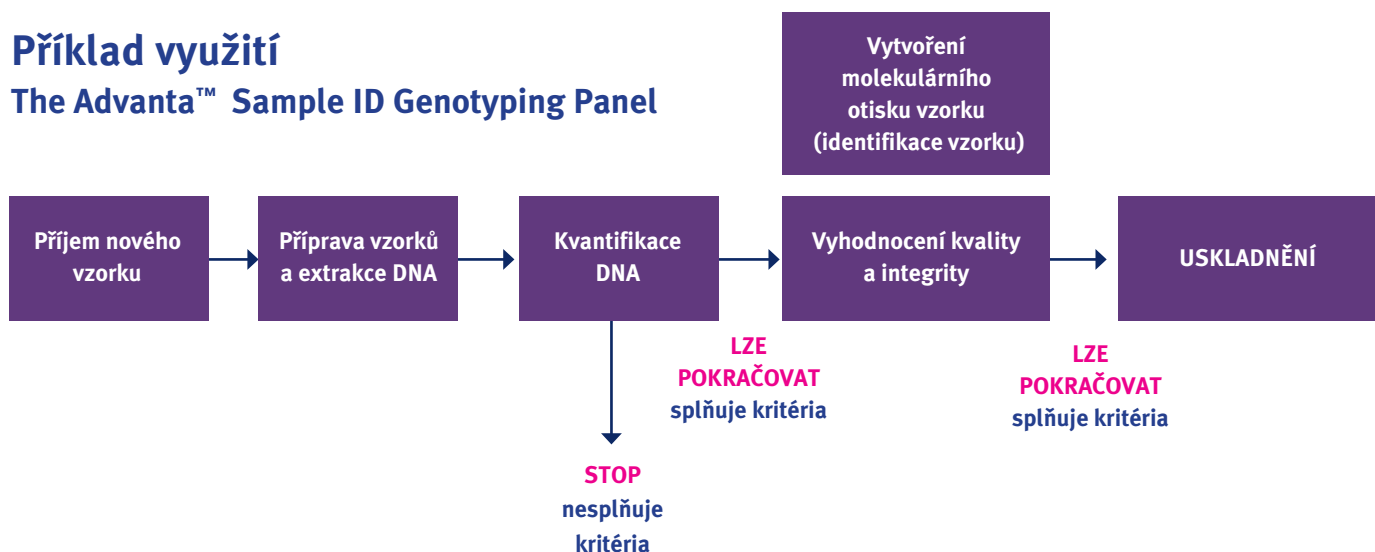 Příklad využití
The Advanta™ Sample ID Genotyping Panel
Vytvoření
molekulárního
otisku vzorku
(identifikace vzorku)
Příjem nového
vzorku
Příprava vzorků
a extrakce DNA
Kvantifikace
DNA
Vyhodnocení kvality
a integrity
USKLADNĚNÍ
LZE
POKRAČOVAT
splňuje kritéria
LZE
POKRAČOVAT
splňuje kritéria
STOP
nesplňuje
kritéria